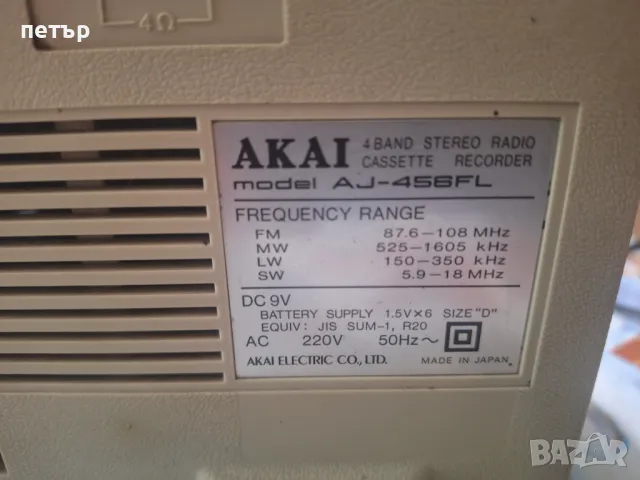 петър
4Ω
AKAI 4 BAND STEREO RADIO
CASSETTE RECORDER
model AJ-456FL
FREQUENCY RANGE
FM 87.6-108 MHz
MW 525-1605 kHz
LW 150-350 kHz
SW 5.9-18 MHz
DC 9V
BATTERY SUPPLY 1.5V×6 SIZE "D"
EQUIV: JIS SUM-1, R20
AC 220V 50Hz~
AKAI ELECTRIC CO., LTD. MADE IN JAPAN
BAZAR